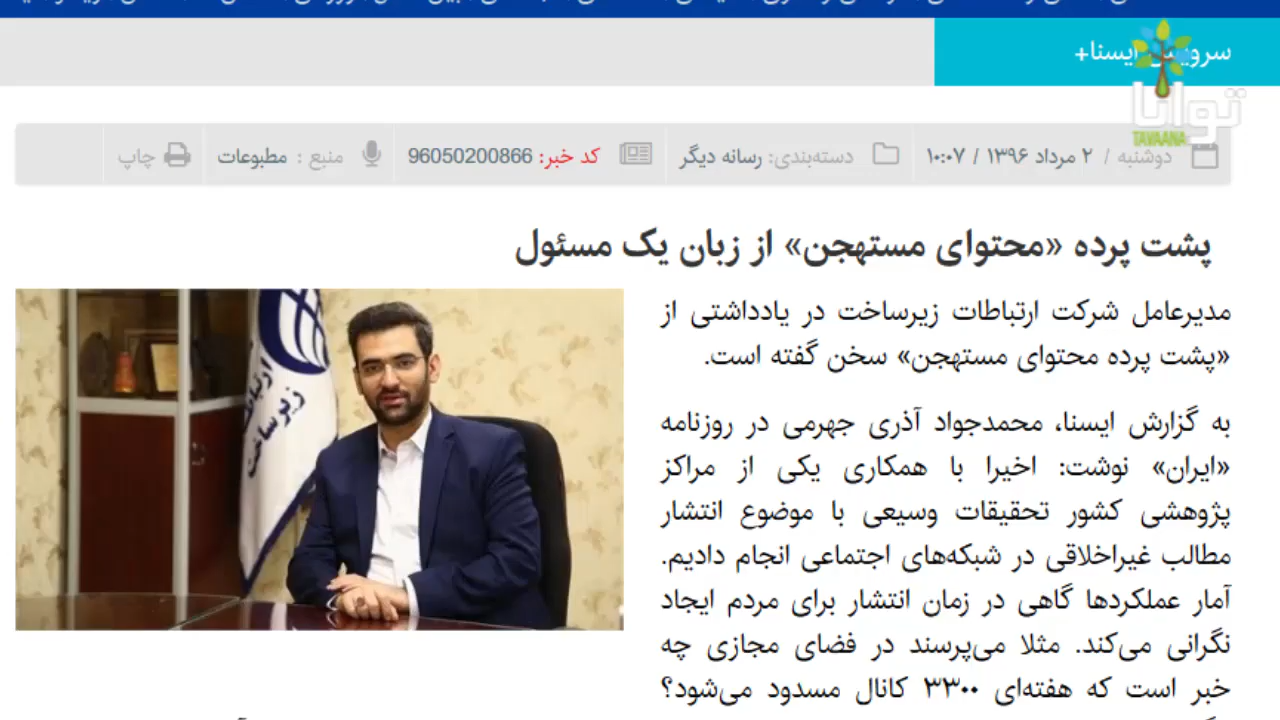 سرویس ایسنا+
توانا
TAVAANA
دوشنبه / ۲ مرداد ۱۳۹۶ / ۱۰:۰۷
دسته‌بندی: رسانه دیگر
کد خبر: 96050200866
منبع : مطبوعات
چاپ
پشت پرده «محتوای مستهجن» از زبان یک مسئول
مدیرعامل شرکت ارتباطات زیرساخت در یادداشتی از
«پشت پرده محتوای مستهجن» سخن گفته است.
به گزارش ایسنا، محمدجواد آذری جهرمی در روزنامه
«ایران» نوشت: اخیرا با همکاری یکی از مراکز
پژوهشی کشور تحقیقات وسیعی با موضوع انتشار
مطالب غیراخلاقی در شبکه‌های اجتماعی انجام دادیم.
آمار عملکردها گاهی در زمان انتشار برای مردم ایجاد
نگرانی می‌کند. مثلا می‌پرسند در فضای مجازی چه
خبر است که هفته‌ای ۳۳۰۰ کانال مسدود می‌شود؟
ارتباطات
زیرساخت